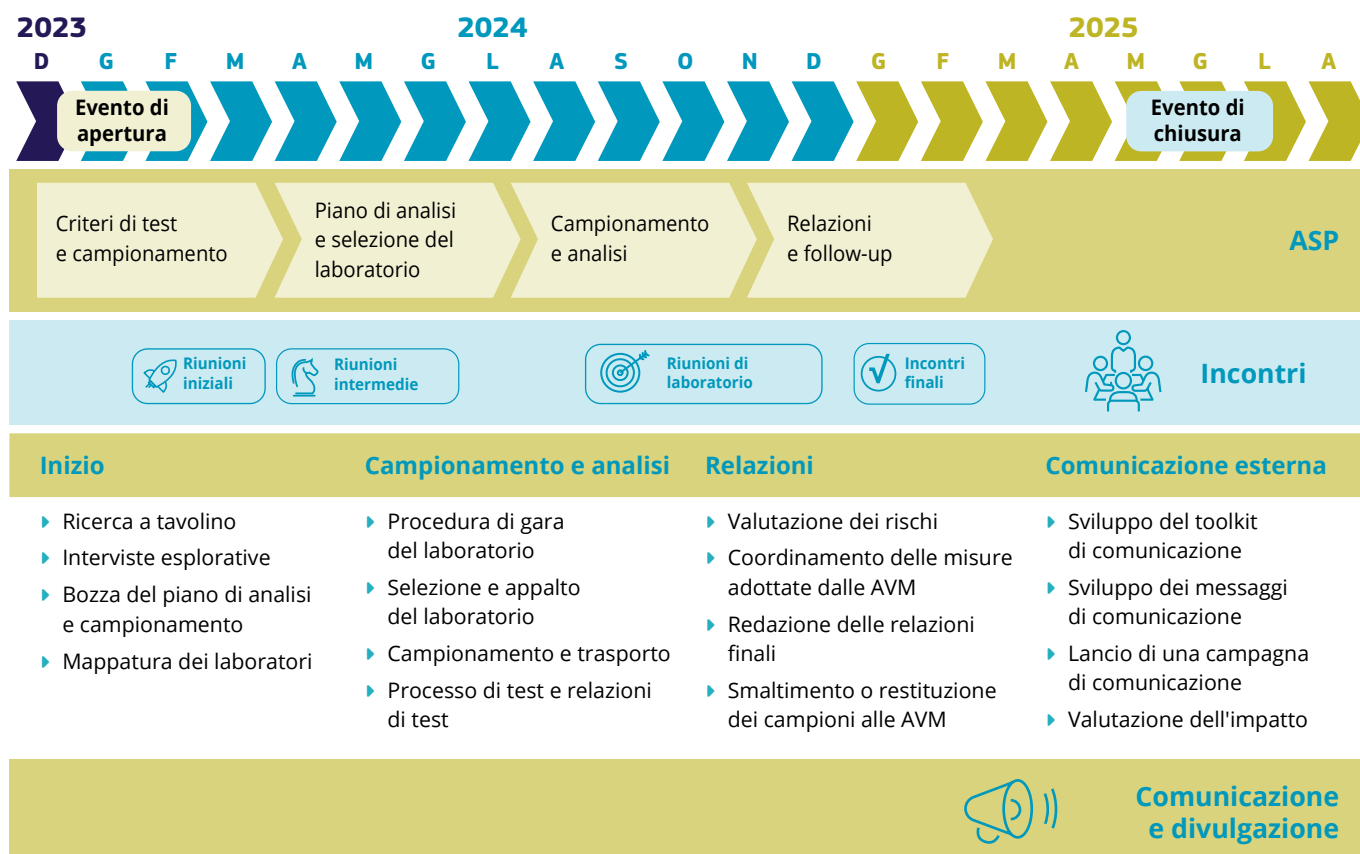 2023
2024
2025
D G F M A M G L A S O N D G F M A M G L A
Evento di
apertura
Evento di
chiusura
Criteri di test
e campionamento
Piano di analisi
e selezione del
laboratorio
Campionamento
e analisi
Relazioni
e follow-up
ASP
Riunioni
iniziali
Riunioni
intermedie
Riunioni di
laboratorio
Incontri
finali
Incontri
Inizio
Ricerca a tavolino
Interviste esplorative
Bozza del piano di analisi
e campionamento
Mappatura dei laboratori
Campionamento e analisi
Procedura di gara
del laboratorio
Selezione e appalto
del laboratorio
Campionamento e trasporto
Processo di test e relazioni
di test
Relazioni
Valutazione dei rischi
Coordinamento delle misure
adottate dalle AVM
Redazione delle relazioni
finali
Smaltimento o restituzione
dei campioni alle AVM
Comunicazione esterna
Sviluppo del toolkit
di comunicazione
Sviluppo dei messaggi
di comunicazione
Lancio di una campagna
di comunicazione
Valutazione dell'impatto
Comunicazione
e divulgazione